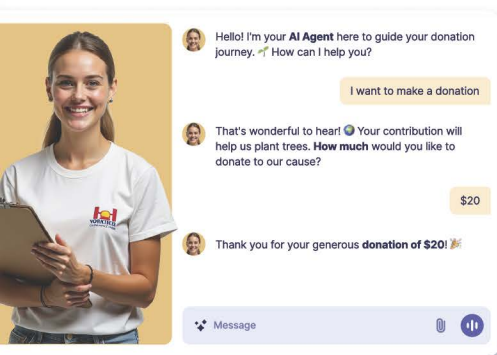 Hello! I'm your AI Agent here to guide your donation
journey. 🌱 How can I help you?
I want to make a donation
That's wonderful to hear! 🌍 Your contribution will
help us plant trees. How much would you like to
donate to our cause?
$20
Thank you for your generous donation of $20! 🎉
Message